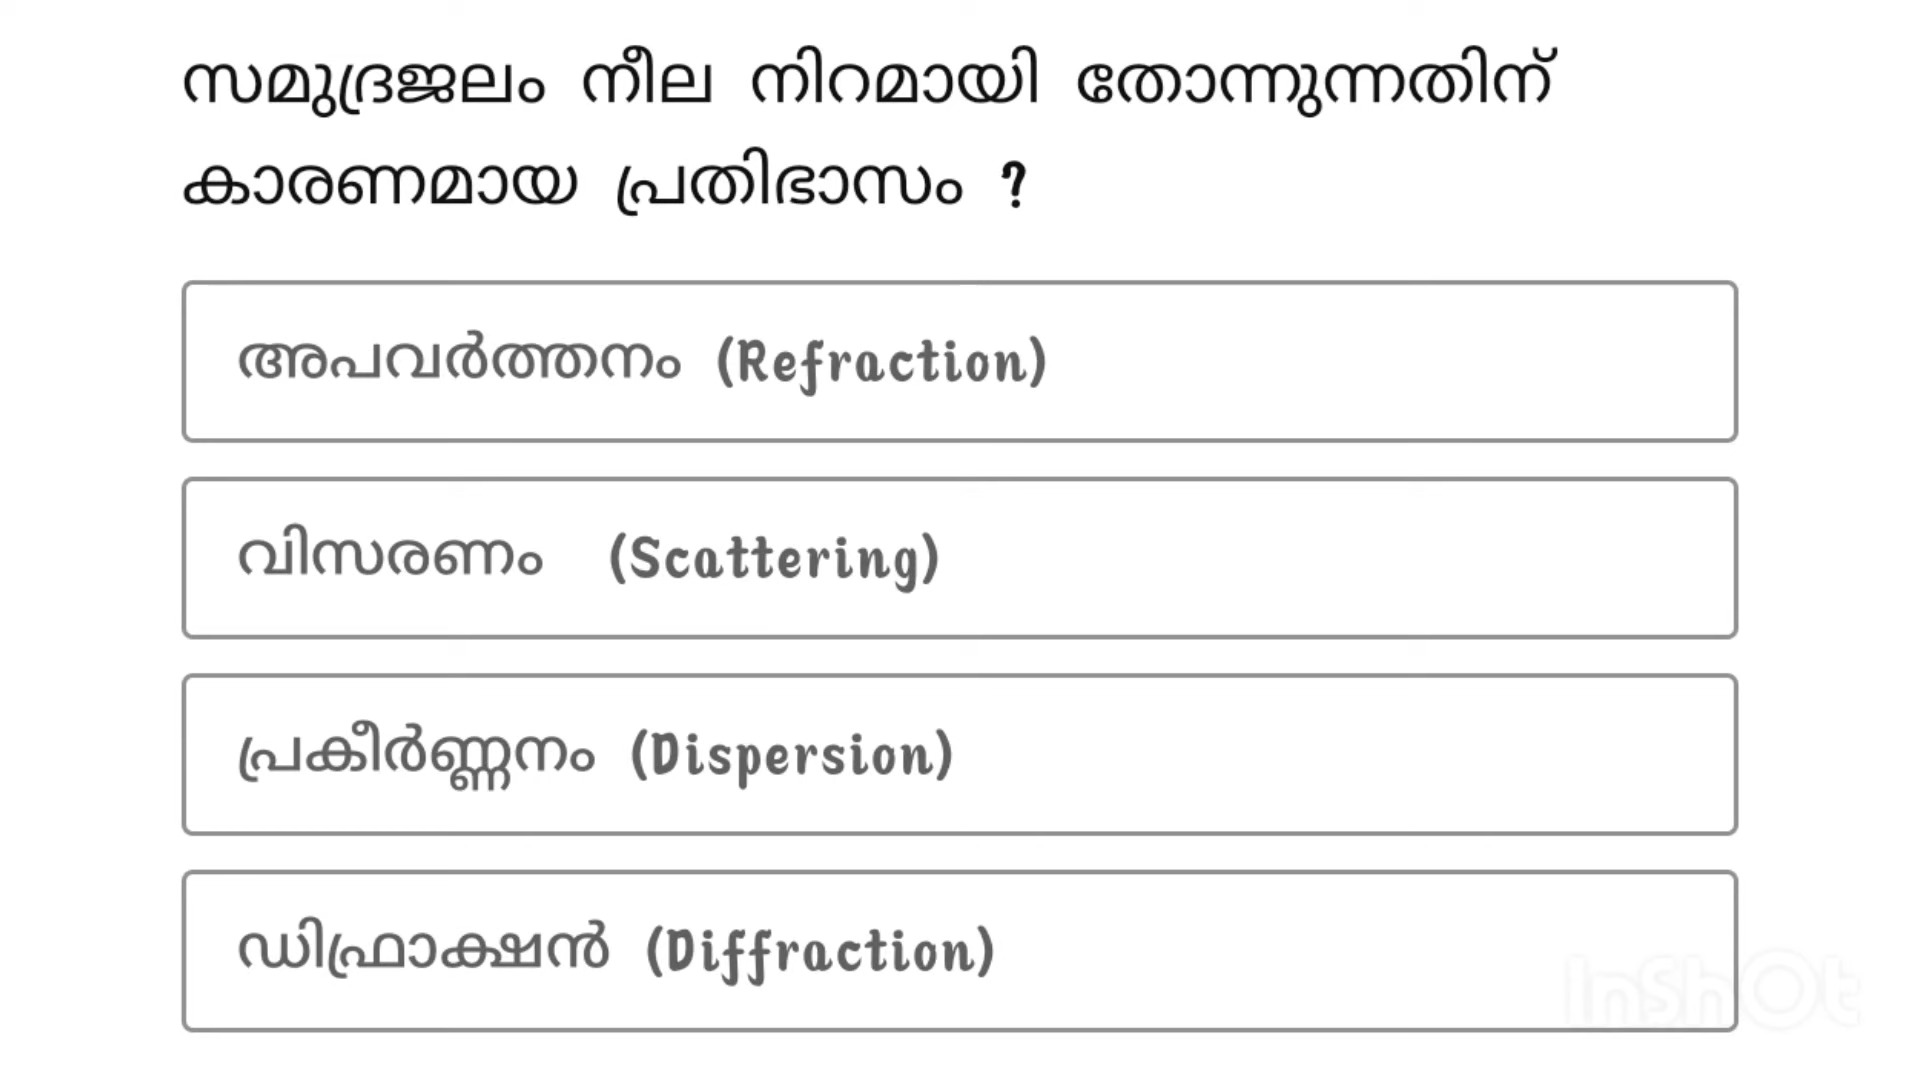 സമുദ്രജലം നീല നിറമായി തോന്നുന്നതിന്
കാരണമായ പ്രതിഭാസം ?
അപവർത്തനം (Refraction)
വിസരണം (Scattering)
പ്രകീർണ്ണനം (Dispersion)
ഡിഫ്രാക്ഷൻ (Diffraction)
InShOt